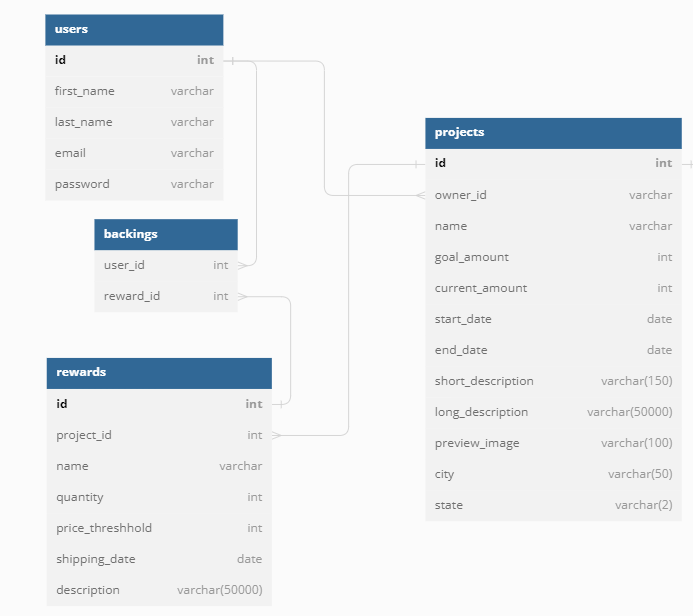 users
id int
first_name varchar
last_name varchar
email varchar
password varchar
backings
user_id int
reward_id int
rewards
id int
project_id int
name varchar
quantity int
price_threshhold int
shipping_date date
description varchar(50000)
projects
id int
owner_id varchar
name varchar
goal_amount int
current_amount int
start_date date
end_date date
short_description varchar(150)
long_description varchar(50000)
preview_image varchar(100)
city varchar(50)
state varchar(2)